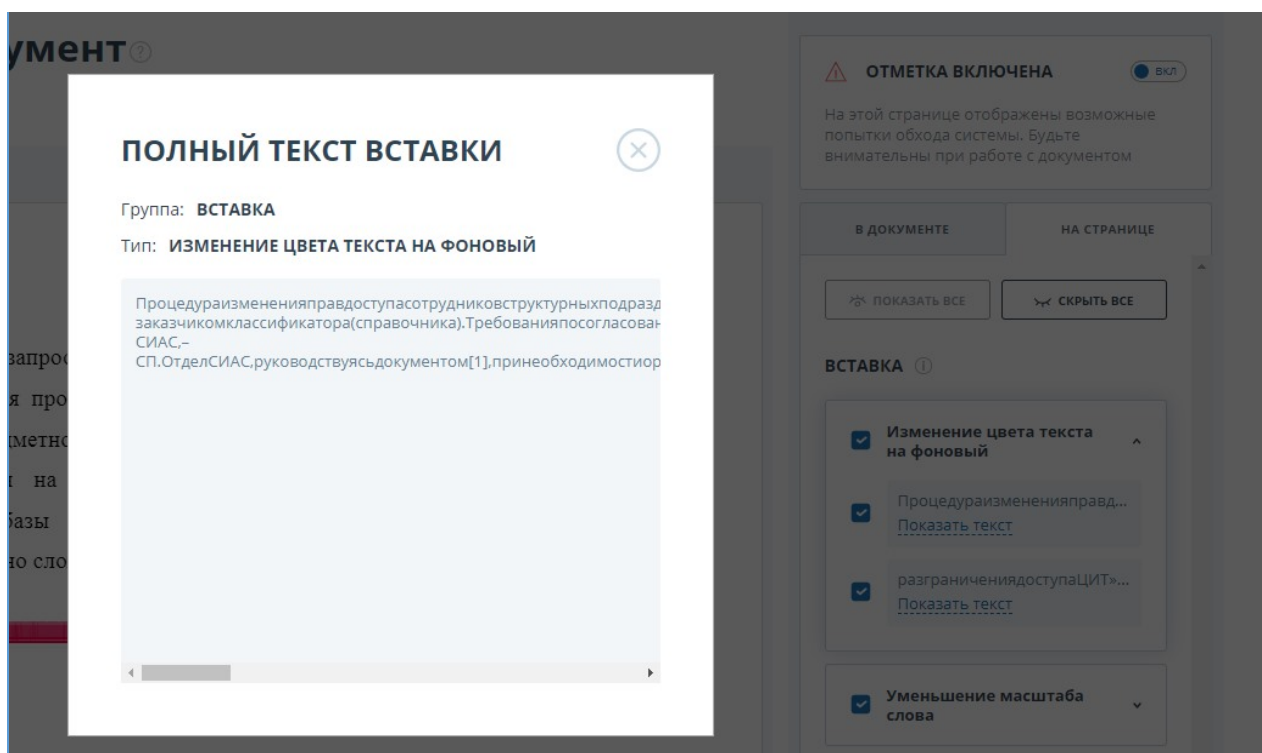 умент
ОТМЕТКА ВКЛЮЧЕНА
ВКЛ
На этой странице отображены возможные
попытки обхода системы. Будьте
внимательны при работе с документом
ПОЛНЫЙ ТЕКСТ ВСТАВКИ
Группа: ВСТАВКА
Тип: ИЗМЕНЕНИЕ ЦВЕТА ТЕКСТА НА ФОНОВЫЙ
Процедураизмененияправдоступасотрудниковструктурныхподразд
заказчикомклассификатора(справочника).Требованияпосогласован
СИАС,–
СП.ОтделСИАС,руководствуясьдокументом[1],принеобходимостиор
запро
я про
метно
на
базы
но сло
В ДОКУМЕНТЕ
НА СТРАНИЦЕ
ПОКАЗАТЬ ВСЕ
СКРЫТЬ ВСЕ
ВСТАВКА
Изменение цвета текста
на фоновый
Процедураизмененияправд...
Показать текст
разграничениядоступаЦИТ»...
Показать текст
Уменьшение масштаба
слова